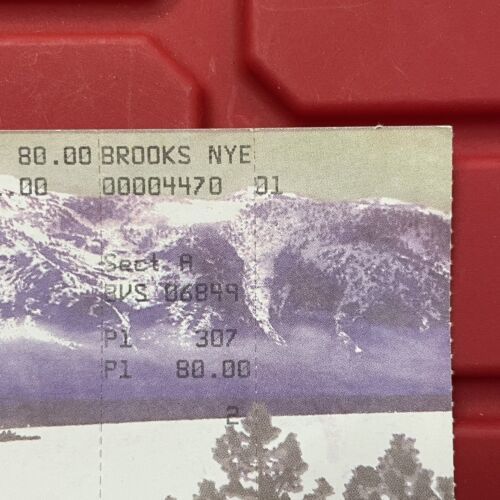 80.00 BROOKS NYE
00 00004470 01
Sect A
BVS 06849
P1 307
P1 80.00
2